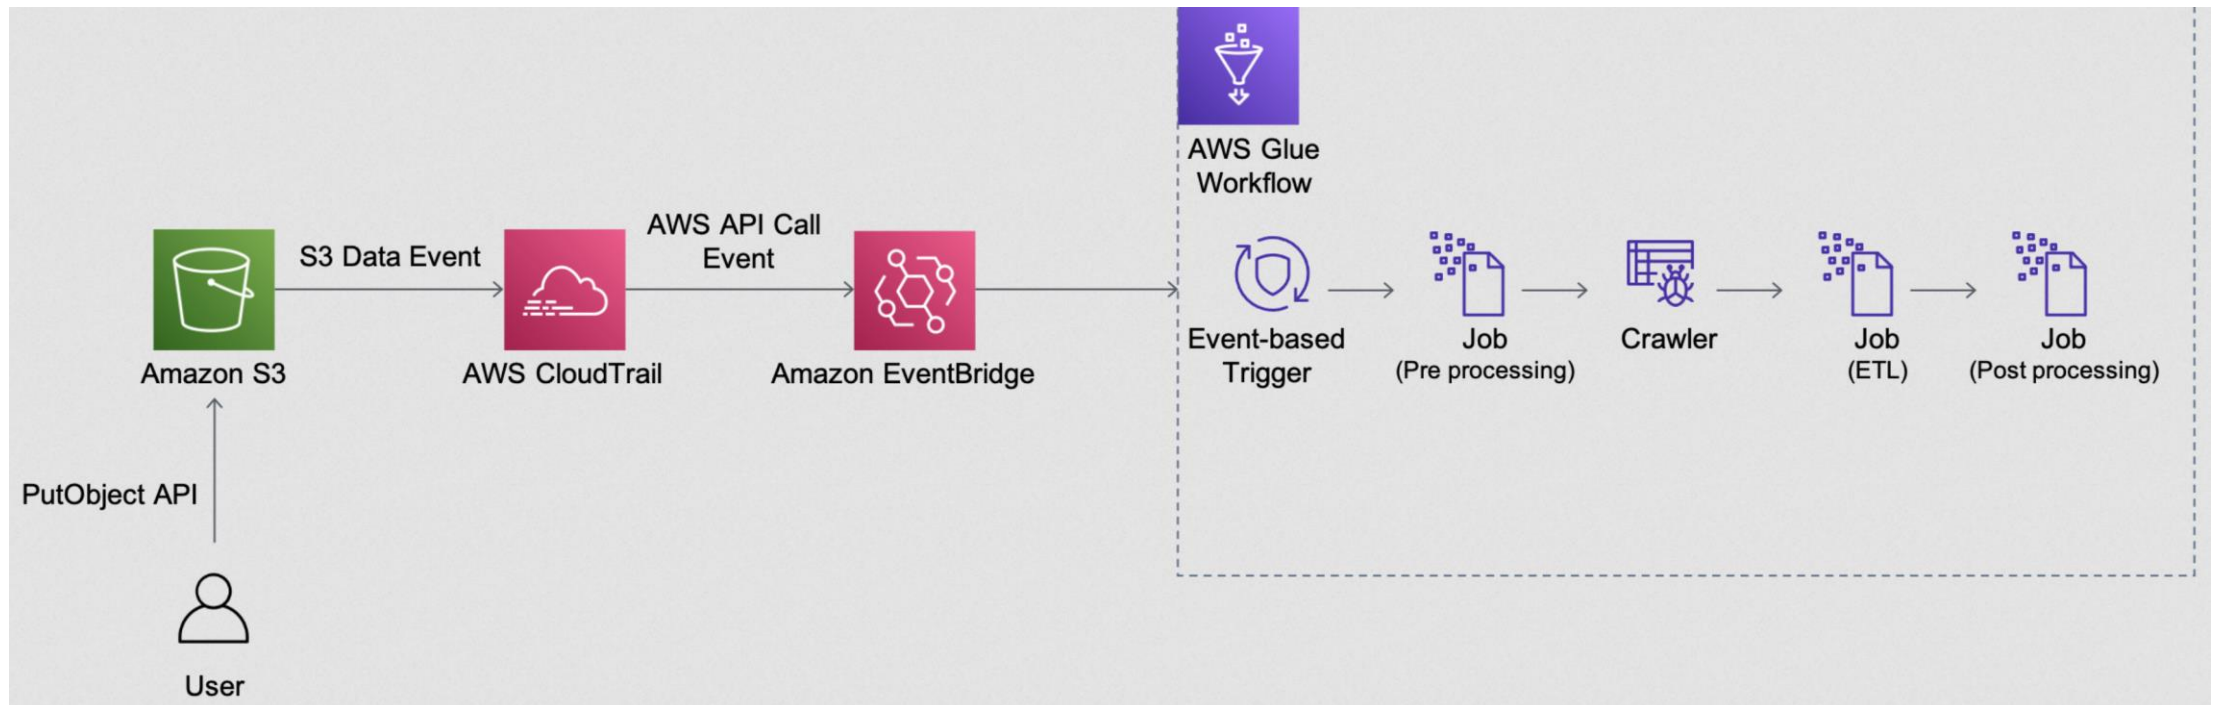 AWS Glue
Workflow
S3 Data Event
AWS API Call
Event
Amazon S3
AWS CloudTrail
Amazon EventBridge
Event-based
Trigger
Job
(Pre processing)
Crawler
Job
(ETL)
Job
(Post processing)
PutObject API
User